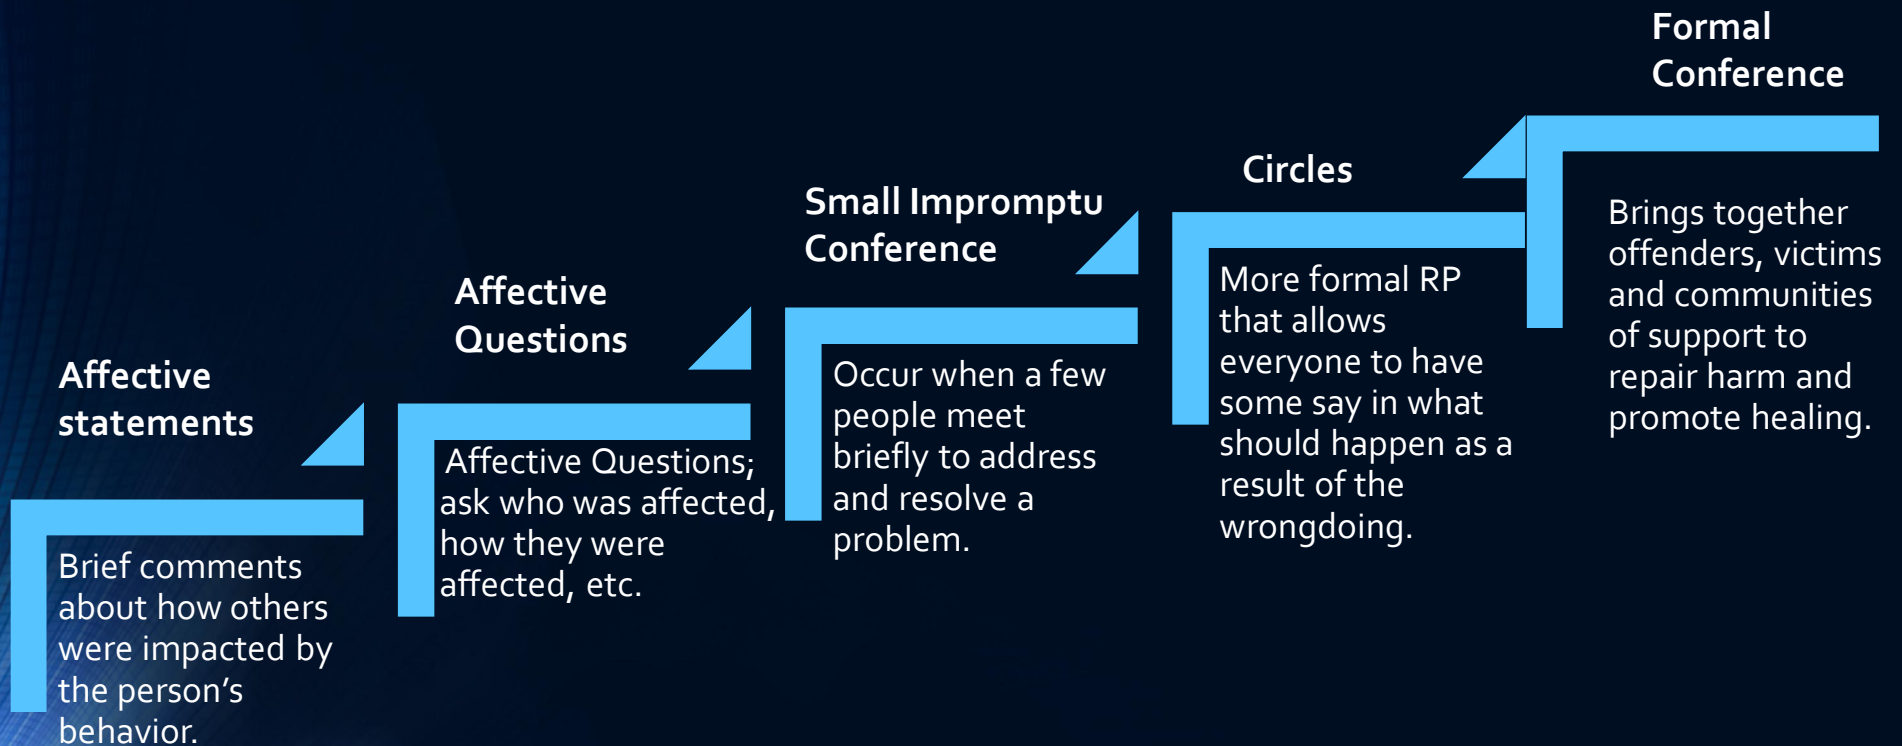 Affective
statements
Brief comments
about how others
were impacted by
the person’s
behavior.
Affective
Questions
Affective Questions;
ask who was affected,
how they were
affected, etc.
Small Impromptu
Conference
Occur when a few
people meet
briefly to address
and resolve a
problem.
Circles
More formal RP
that allows
everyone to have
some say in what
should happen as a
result of the
wrongdoing.
Formal
Conference
Brings together
offenders, victims
and communities
of support to
repair harm and
promote healing.